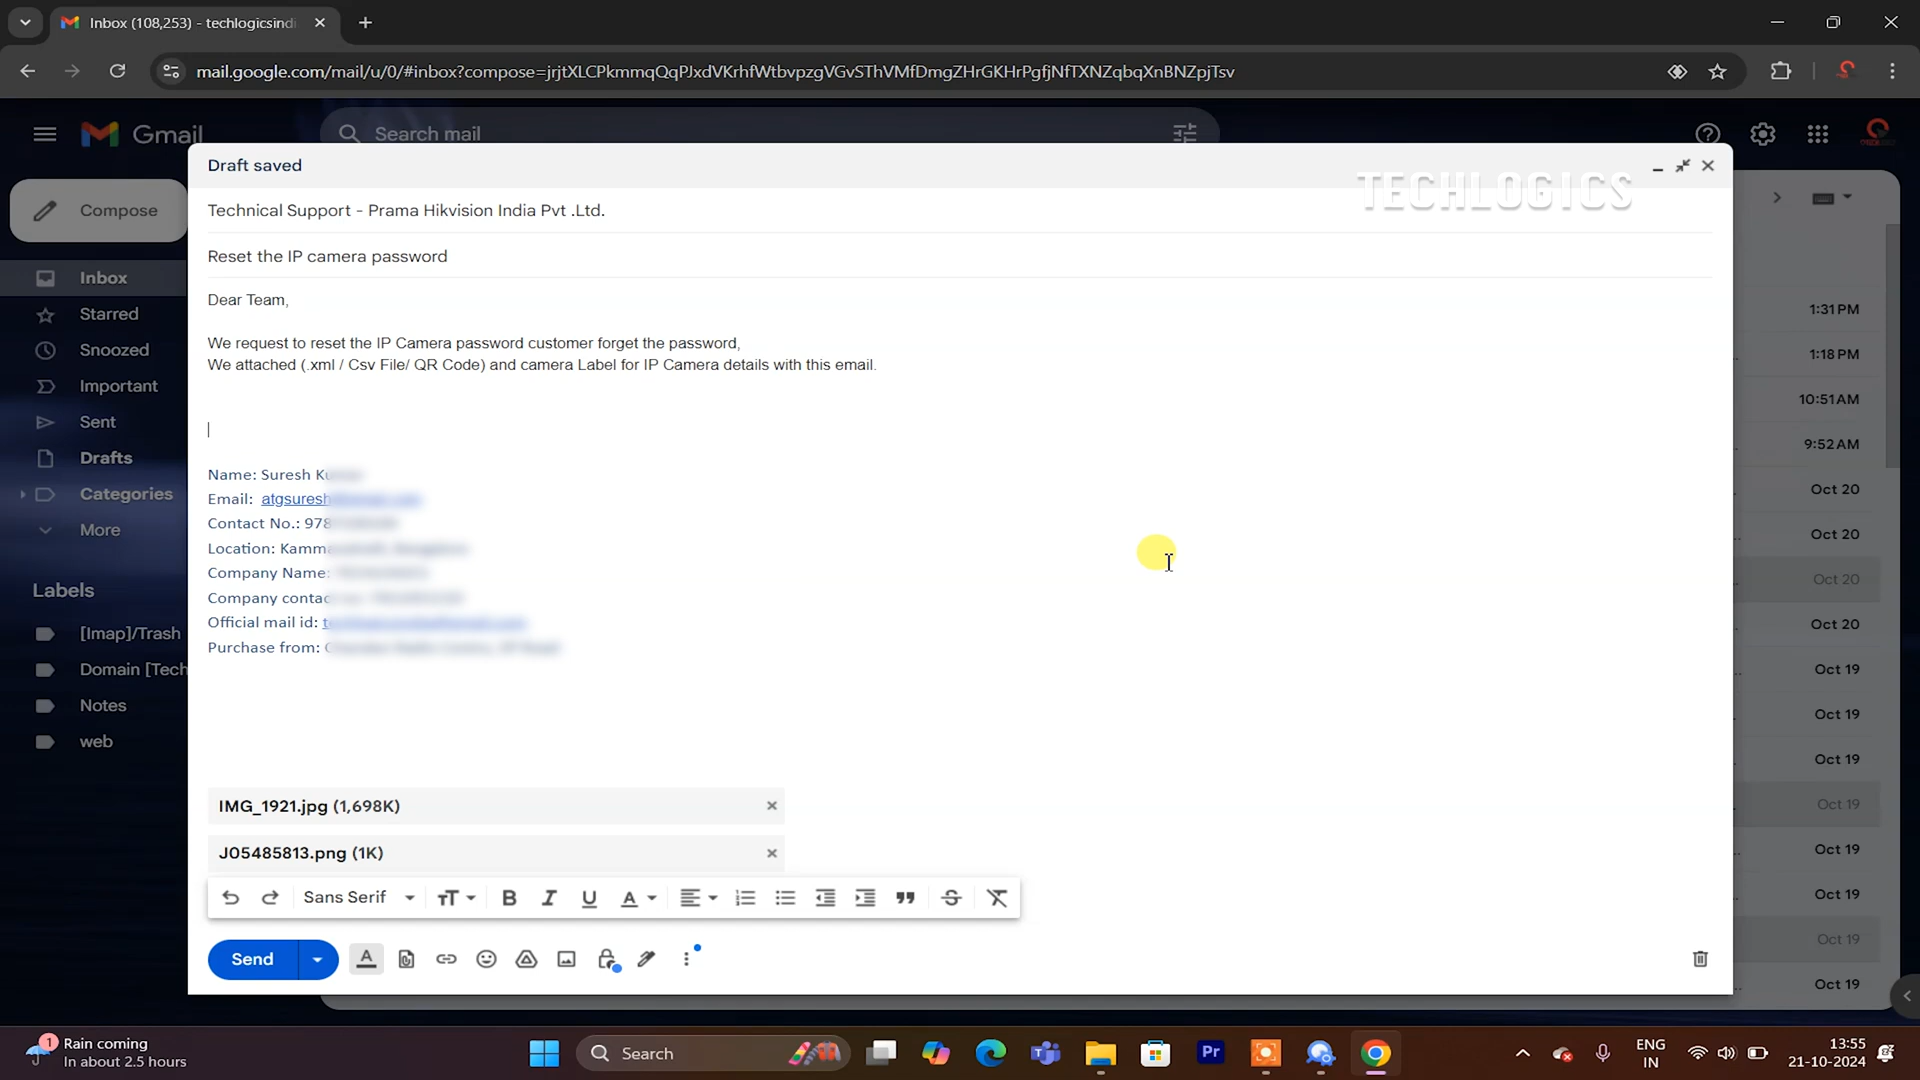 Inbox (108,253) - techlogicsindi
mail.google.com/mail/u/0/#inbox?compose=jrjtXLCPkmmqQqPJxdVKrhfWtbvpzgVGvSThVMfDmgZHrGKHrPgfjNfTXNZqbqXnBNZpjTsv
Gmail
Search mail
Compose
Inbox
Starred
Snoozed
Important
Sent
Drafts
Categories
More
Labels
[Imap]/Trash
Domain [Tech
Notes
web
Draft saved
TECHLOGICS
Technical Support - Prama Hikvision India Pvt .Ltd.
Reset the IP camera password
Dear Team,
We request to reset the IP Camera password customer forget the password,
We attached (.xml / Csv File/ QR Code) and camera Label for IP Camera details with this email.
Name: Suresh
Email: atgsuresh
Contact No.: 978
Location: Kamma
Company Name:
Company contac
Official mail id:
Purchase from:
IMG_1921.jpg (1,698K)
J05485813.png (1K)
Sans Serif
Send
1:31 PM
1:18 PM
10:51 AM
9:52 AM
Oct 20
Oct 20
Oct 20
Oct 20
Oct 19
Oct 19
Oct 19
Oct 19
Oct 19
Oct 19
Oct 19
Oct 19
1
Rain coming
In about 2.5 hours
Search
Pr
ENG
IN
13:55
21-10-2024